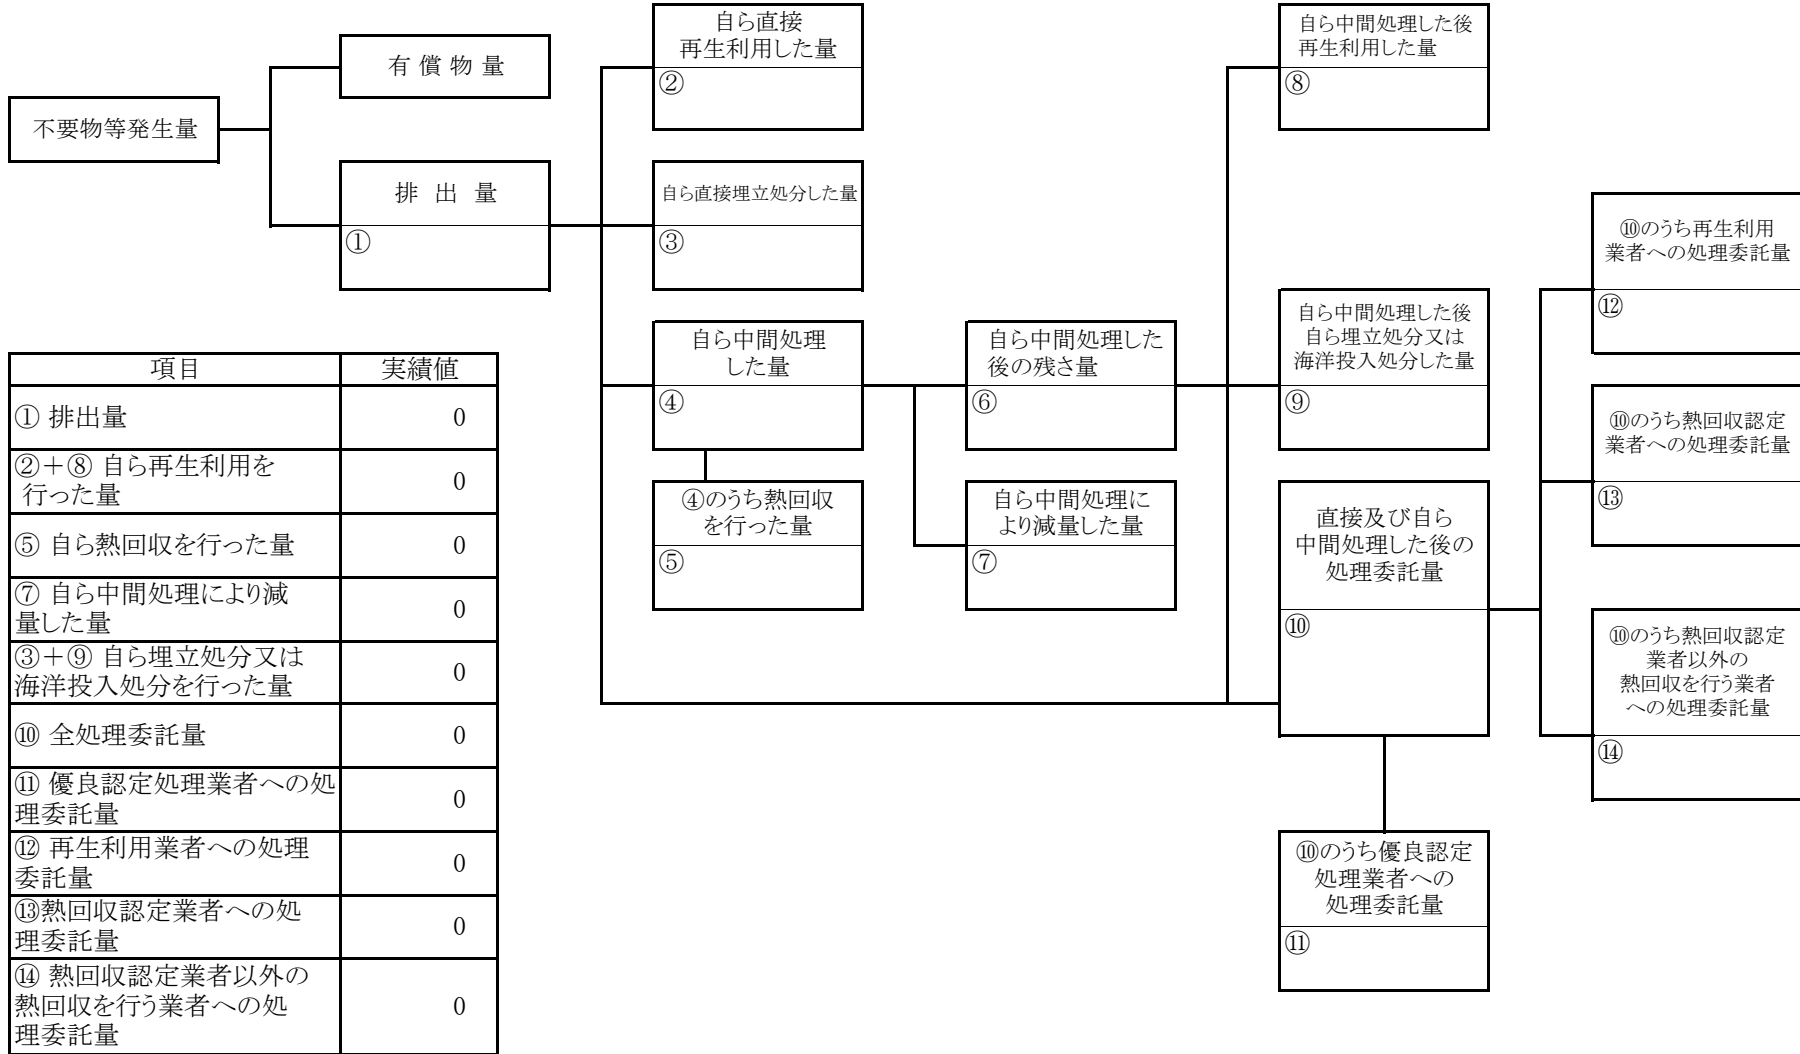 不要物等発生量
有 償 物 量
排 出 量
①
自ら直接
再生利用した量
②
自ら直接埋立処分した量
③
自ら中間処理
した量
④
④のうち熱回収
を行った量
⑤
自ら中間処理した
後の残さ量
⑥
自ら中間処理に
より減量した量
⑦
自ら中間処理した後
再生利用した量
⑧
自ら中間処理した後
自ら埋立処分又は
海洋投入処分した量
⑨
直接及び自ら
中間処理した後の
処理委託量
⑩
⑩のうち優良認定
処理業者への
処理委託量
⑪
⑩のうち再生利用
業者への処理委託量
⑫
⑩のうち熱回収認定
業者への処理委託量
⑬
⑩のうち熱回収認定
業者以外の
熱回収を行う業者
への処理委託量
⑭
項目 実績値
① 排出量 0
②＋⑧ 自ら再生利用を
行った量 0
⑤ 自ら熱回収を行った量 0
⑦ 自ら中間処理により減
量した量 0
③＋⑨ 自ら埋立処分又は
海洋投入処分を行った量 0
⑩ 全処理委託量 0
⑪ 優良認定処理業者への処
理委託量 0
⑫ 再生利用業者への処理
委託量 0
⑬熱回収認定業者への処
理委託量 0
⑭ 熱回収認定業者以外の
熱回収を行う業者への処
理委託量 0